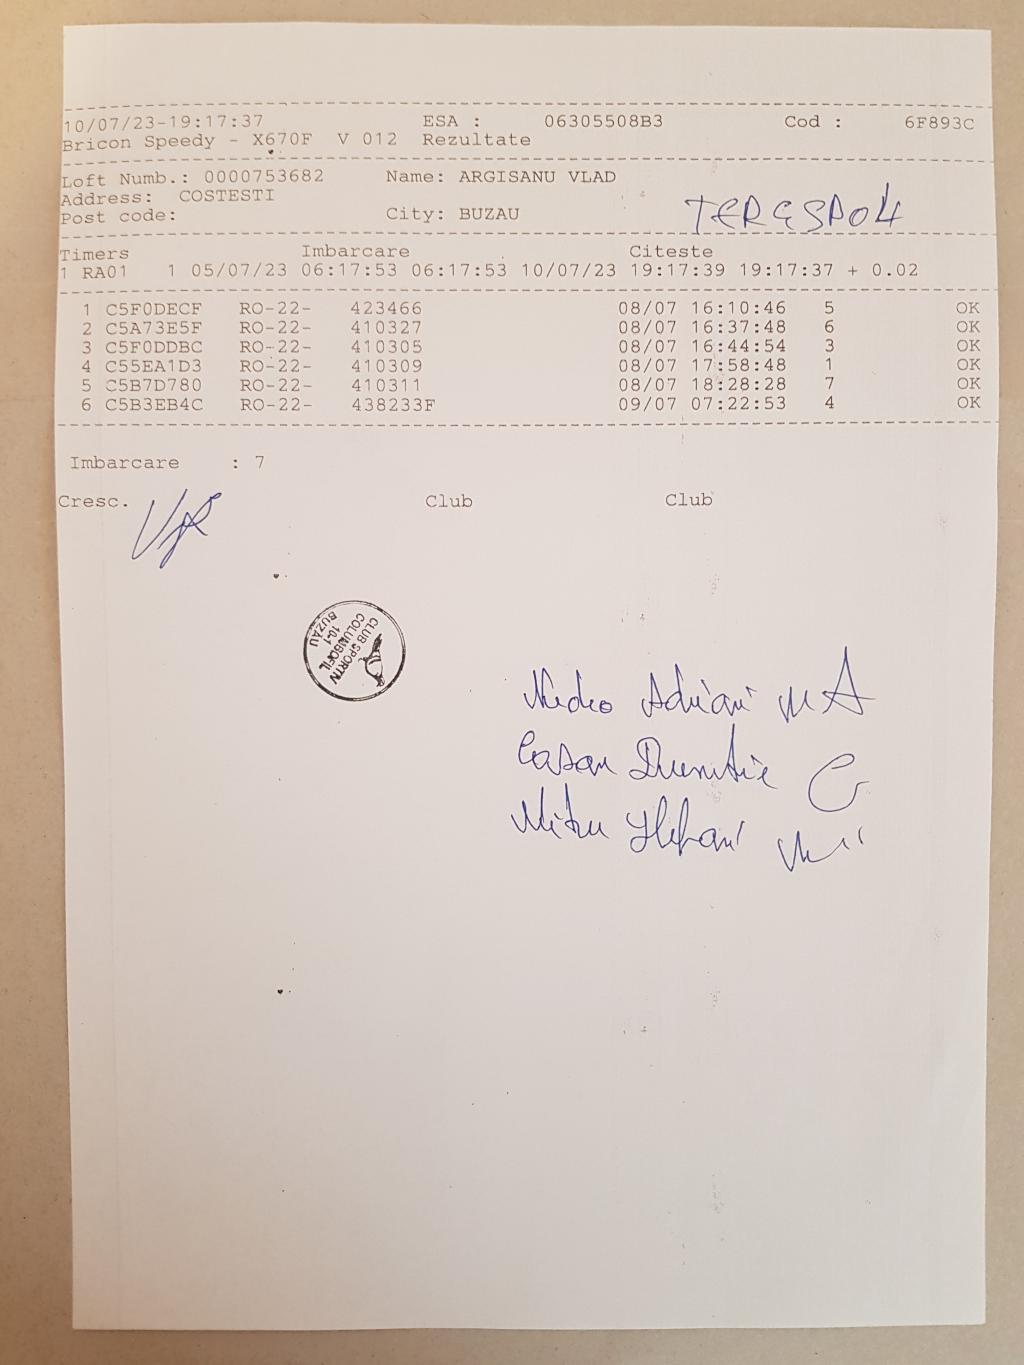 10/07/23-19:17:37 ESA : 06305508B3 Cod : 6F893C
Bricon Speedy - X670F V 012 Rezultate
Loft Numb.: 0000753682 Name: ARGISANU VLAD
Address: COSTESTI
Post code: City: BUZAU
TERESPOL
Timers Imbarcare Citeste
1 RA01 1 05/07/23 06:17:53 06:17:53 10/07/23 19:17:39 19:17:37 + 0.02
1 C5F0DECF RO-22- 423466 08/07 16:10:46 5 OK
2 C5A73E5F RO-22- 410327 08/07 16:37:48 6 OK
3 C5F0DDBC RO-22- 410305 08/07 16:44:54 3 OK
4 C55EA1D3 RO-22- 410309 08/07 17:58:48 1 OK
5 C5B7D780 RO-22- 410311 08/07 18:28:28 7 OK
6 C5B3EB4C RO-22- 438233F 09/07 07:22:53 4 OK
Imbarcare : 7
Cresc. Club Club
CLUB SPORTIV
COLUMBOFIL
10-1
BUZĂU
Adrian
Dumitru
Mitru Stefan